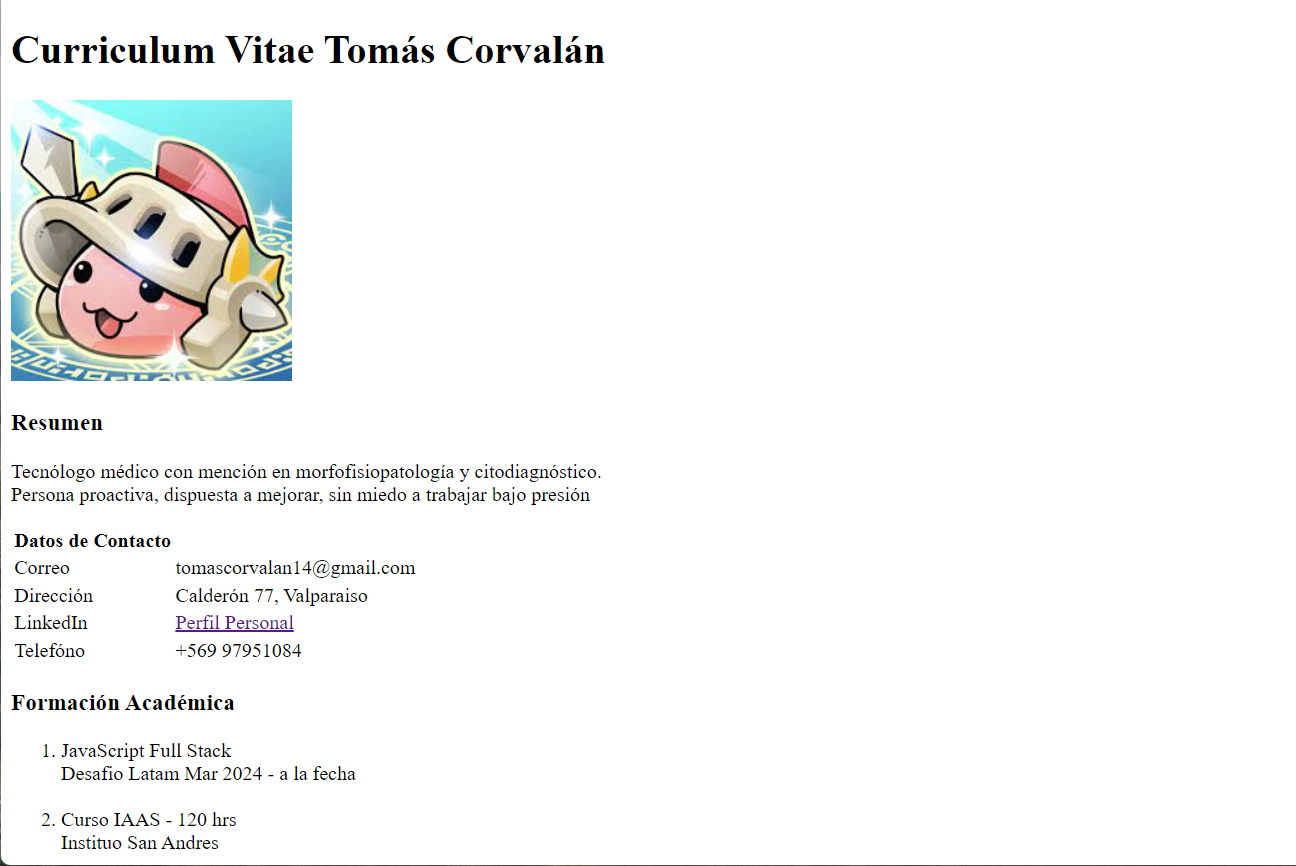 Curriculum Vitae Tomás Corvalán
Resumen
Tecnólogo médico con mención en morfofisiopatología y citodiagnóstico.
Persona proactiva, dispuesta a mejorar, sin miedo a trabajar bajo presión
Datos de Contacto
Correo tomascorvalan14@gmail.com
Dirección Calderón 77, Valparaiso
LinkedIn Perfil Personal
Telefóno +569 97951084
Formación Académica
1. JavaScript Full Stack
Desafio Latam Mar 2024 - a la fecha
2. Curso IAAS - 120 hrs
Instituo San Andres